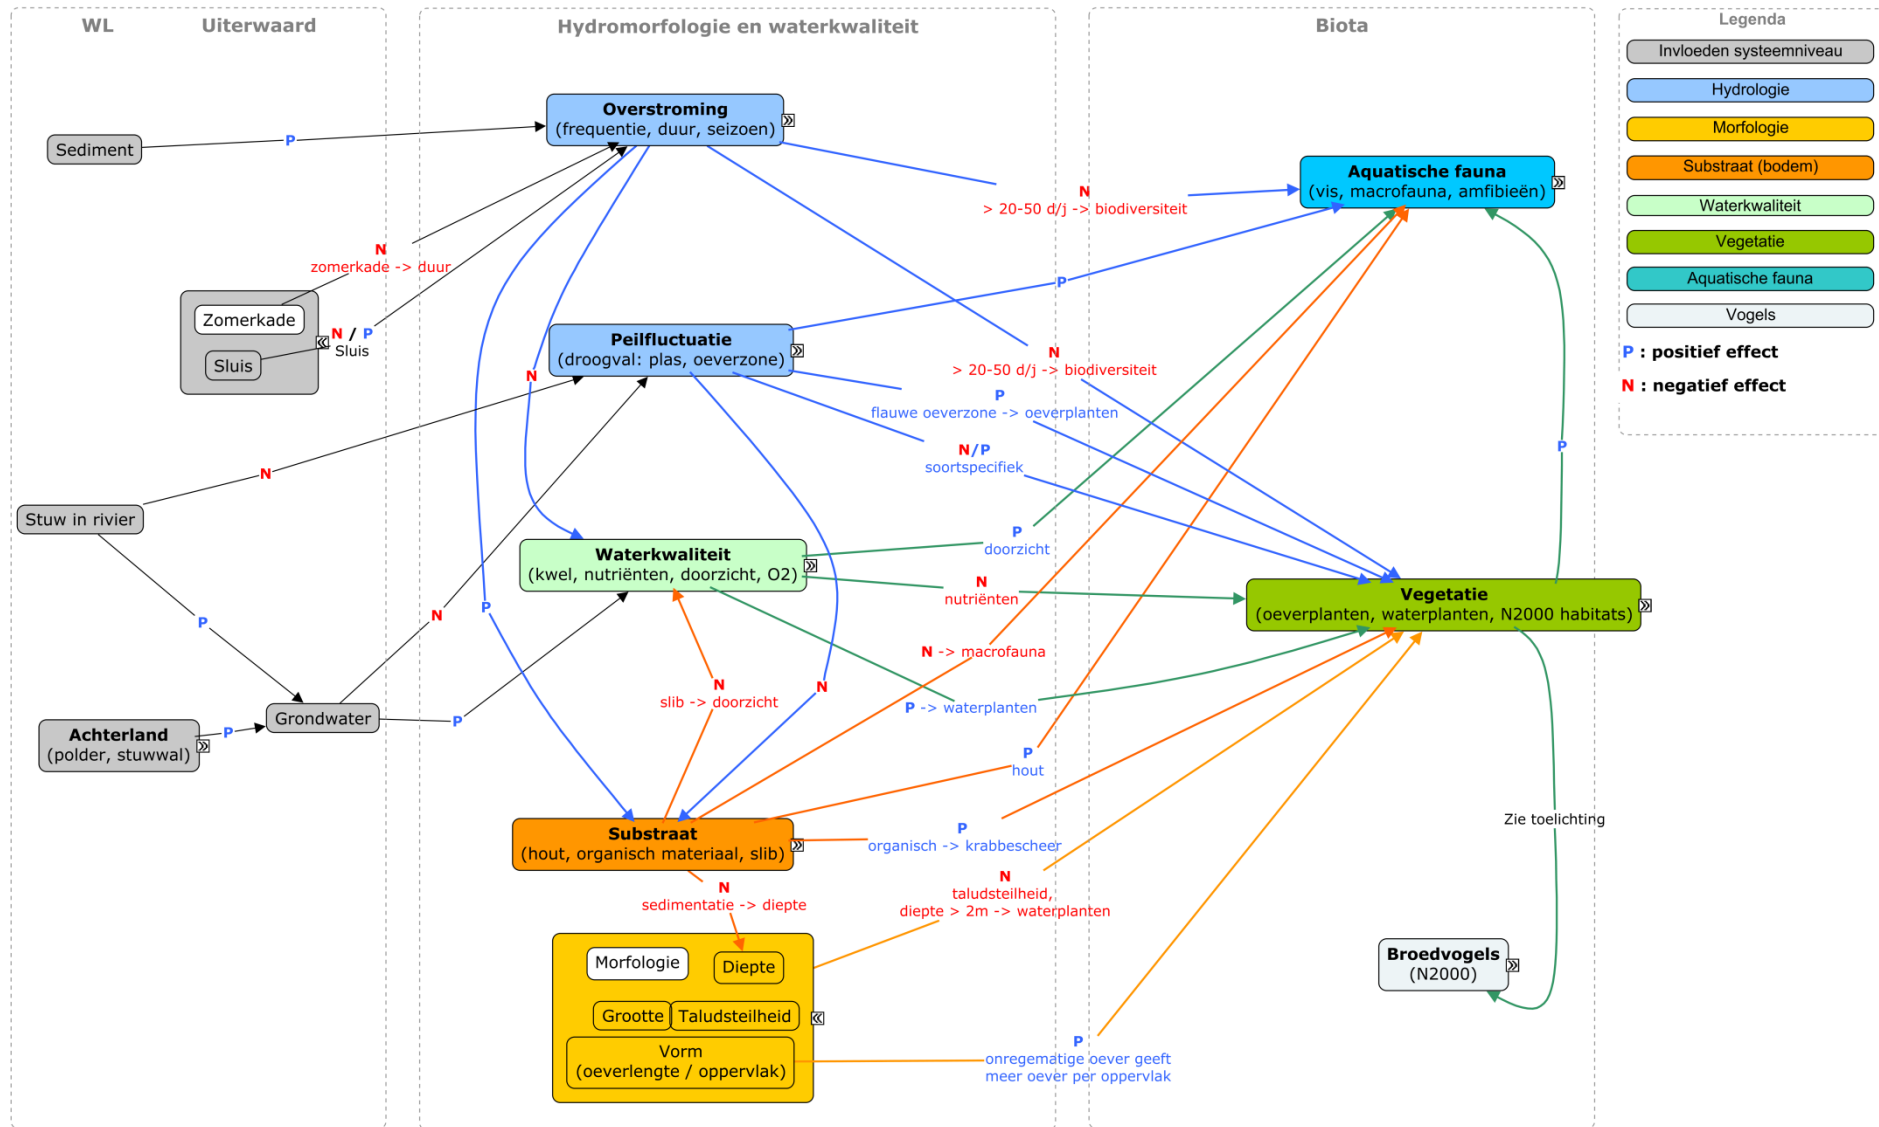 WL
Uiterwaard
Hydromorfologie en waterkwaliteit
Biota
Legenda
Invloeden systeemniveau
Hydrologie
Morfologie
Substraat (bodem)
Waterkwaliteit
Vegetatie
Aquatische fauna
Vogels
P : positief effect
N : negatief effect
Sediment
P
Overstroming
(frequentie, duur, seizoen)
N
> 20-50 d/j -> biodiversiteit
Aquatische fauna
(vis, macrofauna, amfibieën)
N
zomerkade -> duur
Zomerkade
Sluis
N / P
Sluis
Peilfluctuatie
(droogval: plas, oeverzone)
P
N
N
> 20-50 d/j -> biodiversiteit
P
flauwe oeverzone -> oeverplanten
N/P
soortspecifiek
P
N
Stuw in rivier
P
N
Waterkwaliteit
(kwel, nutriënten, doorzicht, O2)
P
doorzicht
N
nutriënten
Vegetatie
(oeverplanten, waterplanten, N2000 habitats)
P
N -> macrofauna
N
slib -> doorzicht
N
P -> waterplanten
Grondwater
P
Achterland
(polder, stuwwal)
P
P
hout
Substraat
(hout, organisch materiaal, slib)
P
organisch -> krabbescheer
Zie toelichting
N
sedimentatie -> diepte
N
taludsteilheid,
diepte > 2m -> waterplanten
Morfologie
Diepte
Grootte
Taludsteilheid
Vorm
(oeverlengte / oppervlak)
Broedvogels
(N2000)
P
onregematige oever geeft
meer oever per oppervlak